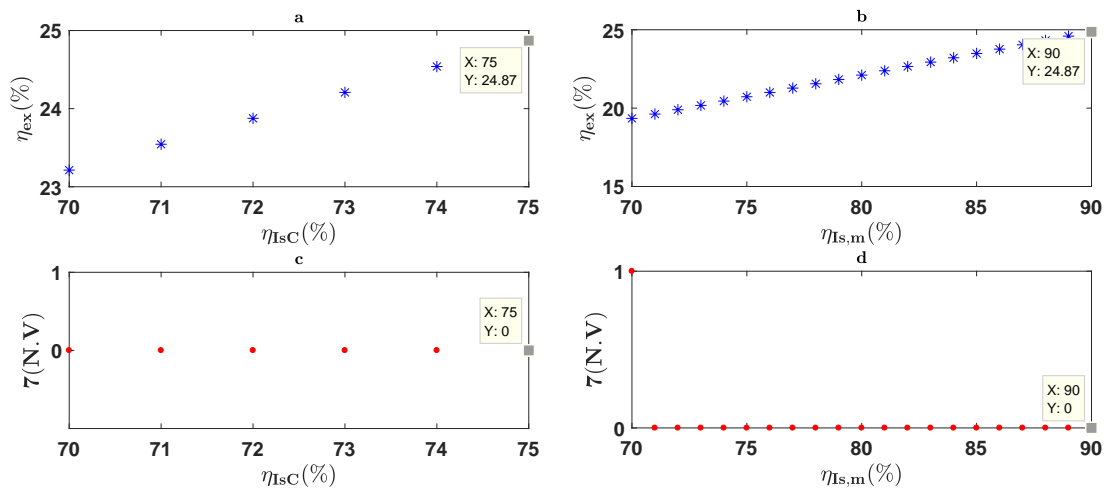 a
25
24
23
η_ex(%)
X: 75
Y: 24.87
70 71 72 73 74 75
η_IsC(%)
b
25
20
15
η_ex(%)
X: 90
Y: 24.87
70 75 80 85 90
η_Is,m(%)
c
1
0
7(N.V)
X: 75
Y: 0
70 71 72 73 74 75
η_IsC(%)
d
1
0
7(N.V)
X: 90
Y: 0
70 75 80 85 90
η_Is,m(%)